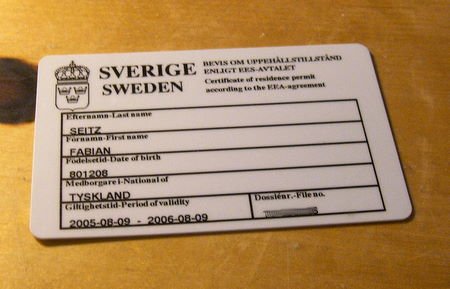 SVERIGE
SWEDEN
BEVIS OM UPPEHÅLLSTILLSTÅND
ENLIGT EES-AVTALET
Certificate of residence permit
according to the EEA-agreement
Efternamn-Last name
SEITZ
Förnamn-First name
FABIAN
Födelsetid-Date of birth
801208
Medborgare i-National of
TYSKLAND
Giltighetstid-Period of validity
2005-08-09 - 2006-08-09
Dossiénr.-File no.